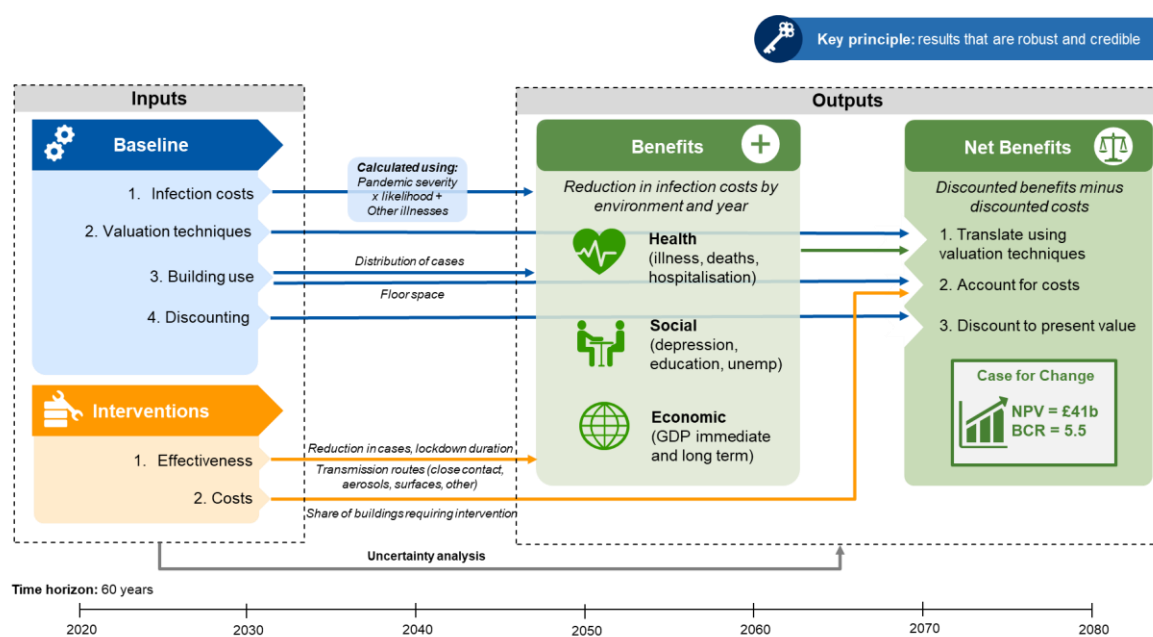 Key principle: results that are robust and credible
Inputs
Outputs
Baseline
1. Infection costs
2. Valuation techniques
3. Building use
4. Discounting
Calculated using:
Pandemic severity
x likelihood +
Other illnesses
Distribution of cases
Floor space
Interventions
1. Effectiveness
2. Costs
Reduction in cases, lockdown duration
Transmission routes (close contact,
aerosols, surfaces, other)
Share of buildings requiring intervention
Benefits
Reduction in infection costs by
environment and year
Health
(illness, deaths,
hospitalisation)
Social
(depression,
education, unemp)
Economic
(GDP immediate
and long term)
Net Benefits
Discounted benefits minus
discounted costs
1. Translate using
valuation techniques
2. Account for costs
3. Discount to present value
Case for Change
NPV = £41b
BCR = 5.5
Uncertainty analysis
Time horizon: 60 years
2020
2030
2040
2050
2060
2070
2080